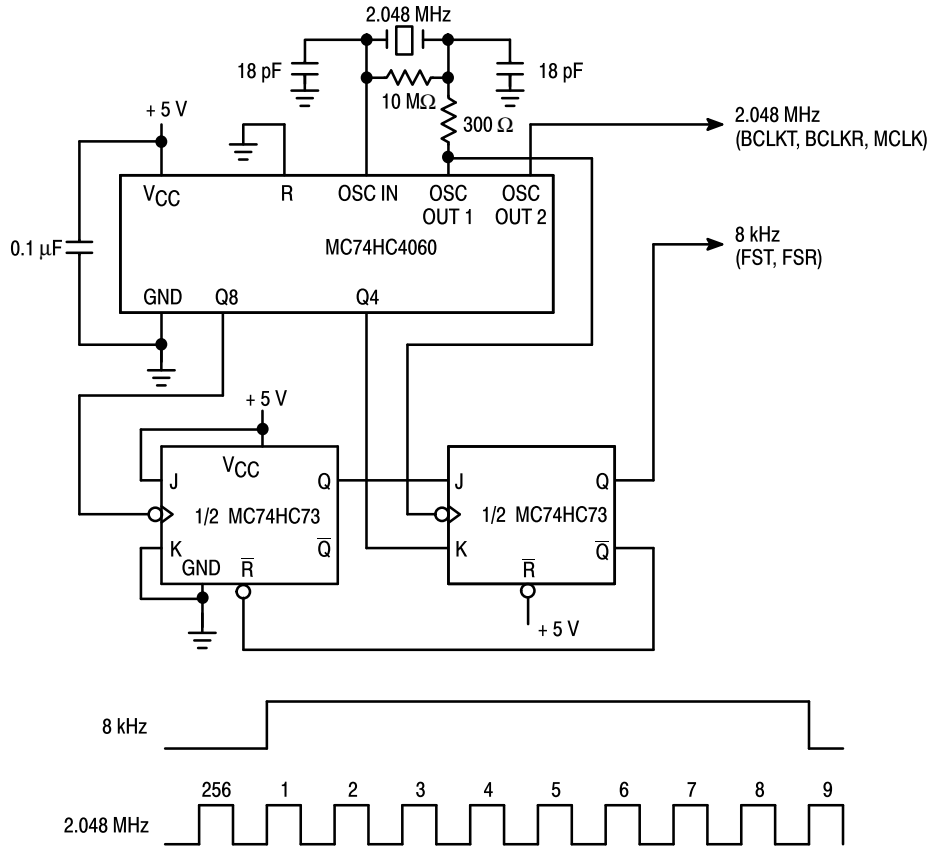 2.048 MHz
18 pF
18 pF
10 MΩ
300 Ω
+ 5 V
2.048 MHz
(BCLKT, BCLKR, MCLK)
VCC
R
OSC IN
OSC
OUT 1
OSC
OUT 2
0.1 μF
MC74HC4060
8 kHz
(FST, FSR)
GND
Q8
Q4
+ 5 V
VCC
J
Q
1/2 MC74HC73
K
Q̅
GND
R̅
J
Q
1/2 MC74HC73
K
Q̅
R̅
+ 5 V
8 kHz
256 1 2 3 4 5 6 7 8 9
2.048 MHz